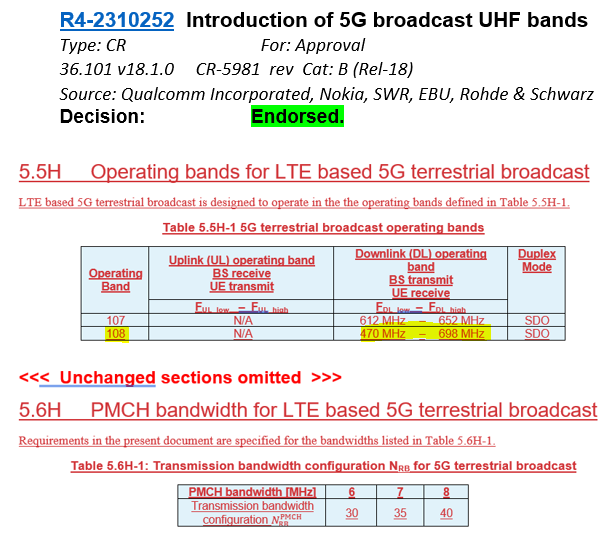 R4-2310252 Introduction of 5G broadcast UHF bands
Type: CR For: Approval
36.101 v18.1.0 CR-5981 rev Cat: B (Rel-18)
Source: Qualcomm Incorporated, Nokia, SWR, EBU, Rohde & Schwarz
Decision: Endorsed.
5.5H Operating bands for LTE based 5G terrestrial broadcast
LTE based 5G terrestrial broadcast is designed to operate in the the operating bands defined in Table 5.5H-1.
Table 5.5H-1 5G terrestrial broadcast operating bands
Operating Band
Uplink (UL) operating band
BS receive
UE transmit
Downlink (DL) operating band
BS transmit
UE receive
Duplex Mode
FUL_low – FUL_high
FDL_low – FDL_high
107 N/A 612 MHz – 652 MHz SDO
108 N/A 470 MHz – 698 MHz SDO
<<< Unchanged sections omitted >>>
5.6H PMCH bandwidth for LTE based 5G terrestrial broadcast
Requirements in the present document are specified for the bandwidths listed in Table 5.6H-1.
Table 5.6H-1: Transmission bandwidth configuration NRB for 5G terrestrial broadcast
PMCH bandwidth [MHz] 6 7 8
Transmission bandwidth
configuration N_RB^PMCH 30 35 40